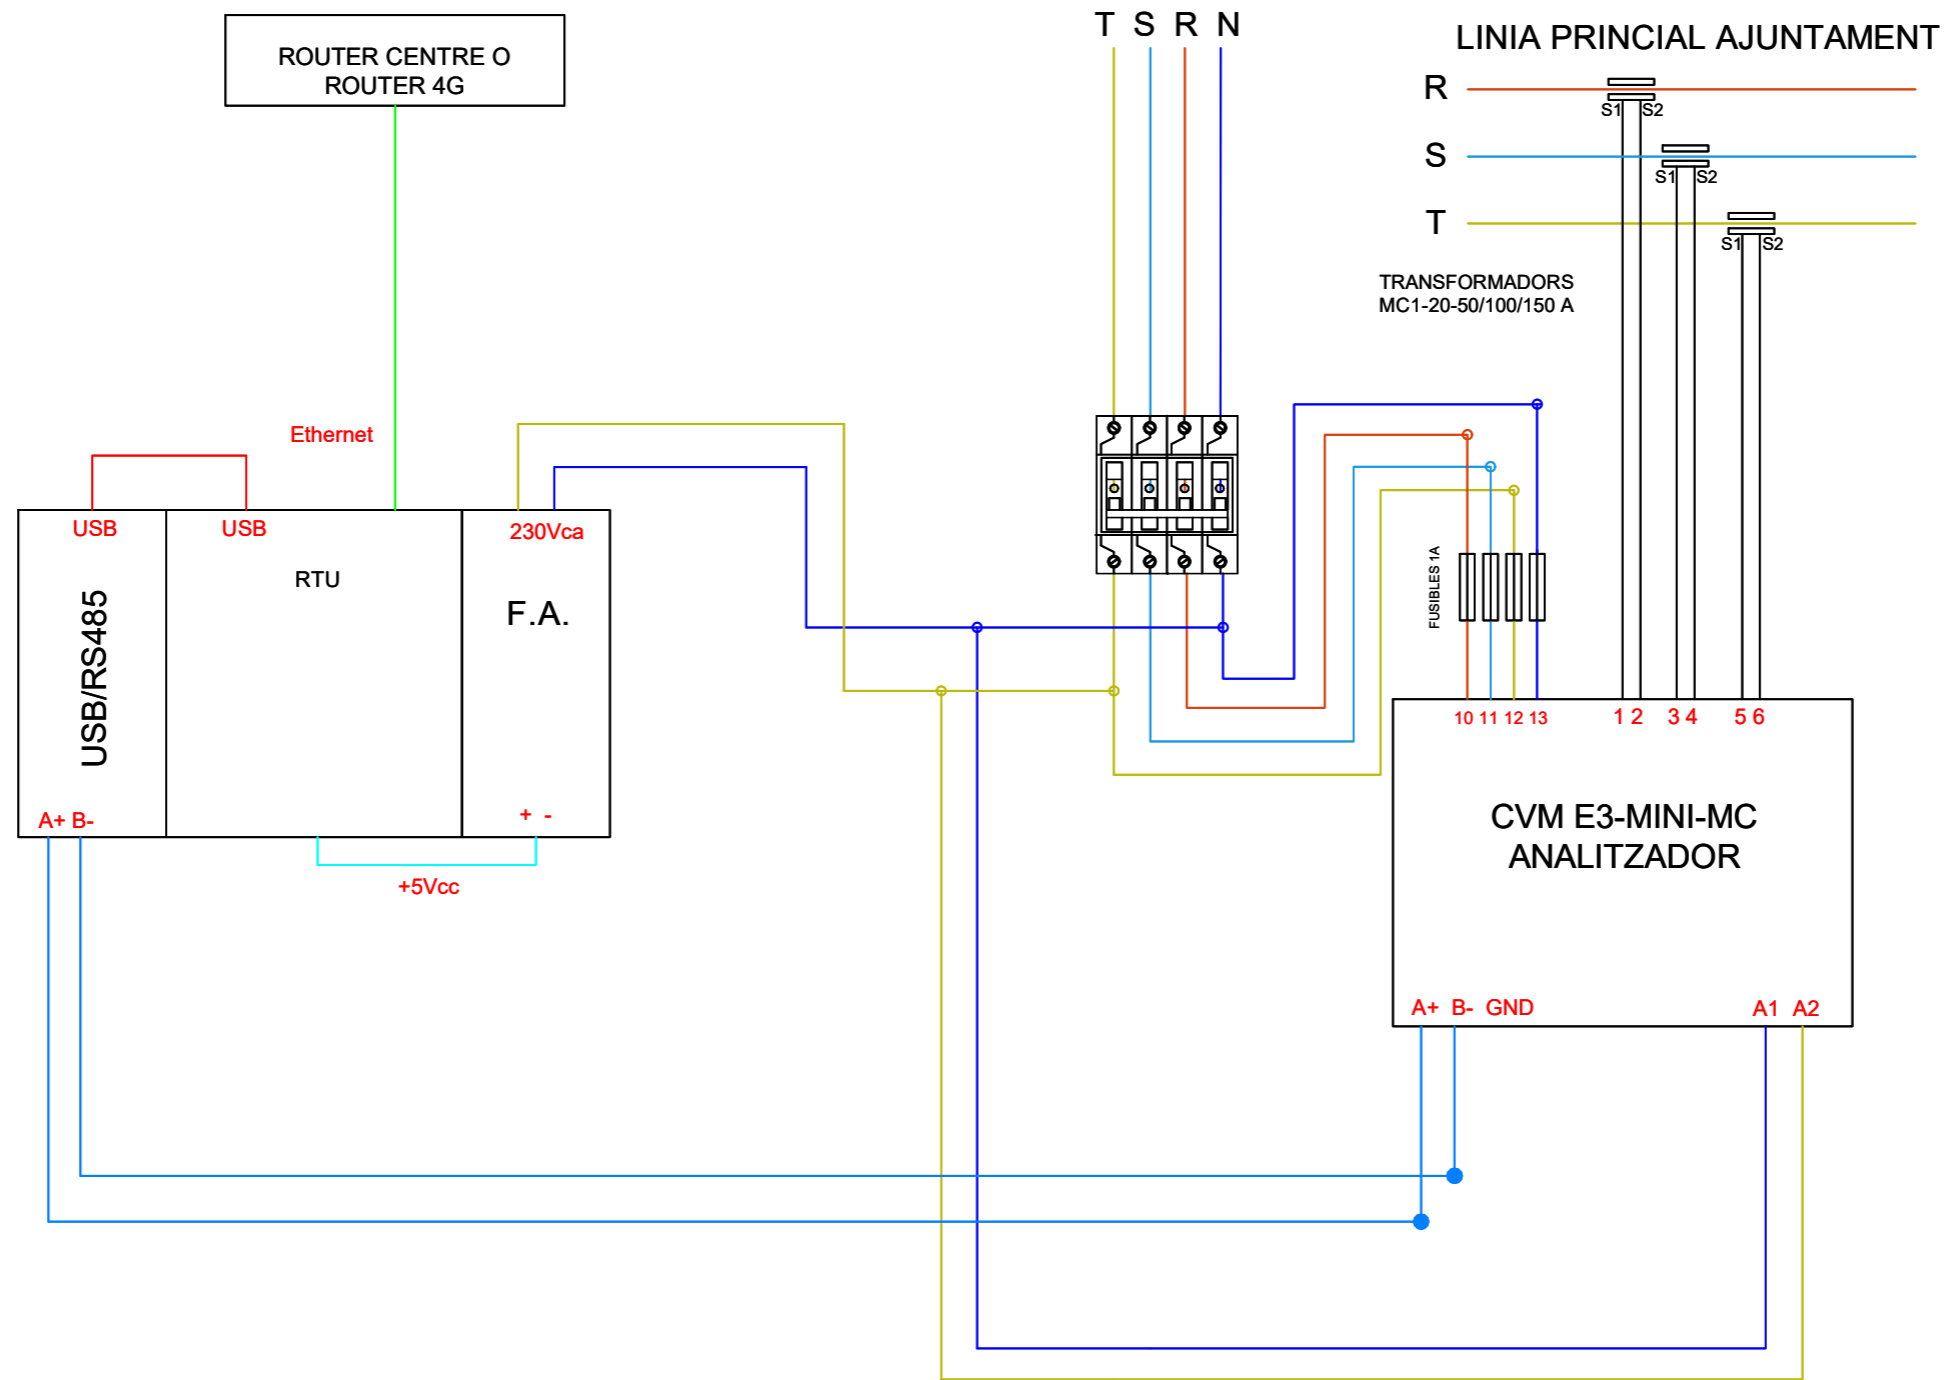 ROUTER CENTRE O
ROUTER 4G
T S R N
LINIA PRINCIAL AJUNTAMENT
R
S1 S2
S
S1 S2
T
S1 S2
TRANSFORMADORS
MC1-20-50/100/150 A
Ethernet
USB
USB
230Vca
RTU
F.A.
USB/RS485
A+ B-
+ -
+5Vcc
FUSIBLES 1A
10 11 12 13
1 2 3 4 5 6
CVM E3-MINI-MC
ANALITZADOR
A+ B- GND
A1 A2